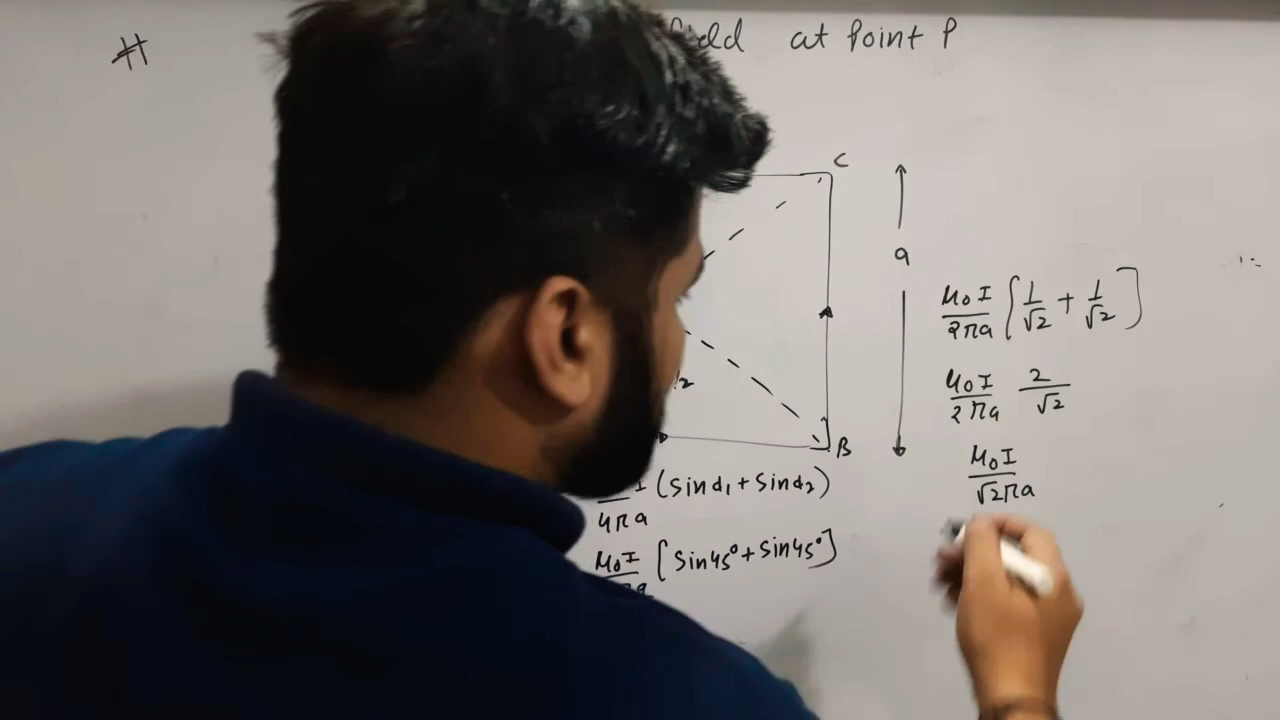 # at Point P
C
a
B
μ₀I/2πa [1/√2 + 1/√2]
μ₀I/2πa 2/√2
μ₀I/√2πa
I/4πa (sinα₁ + sinα₂)
μ₀I [sin45° + sin45°]